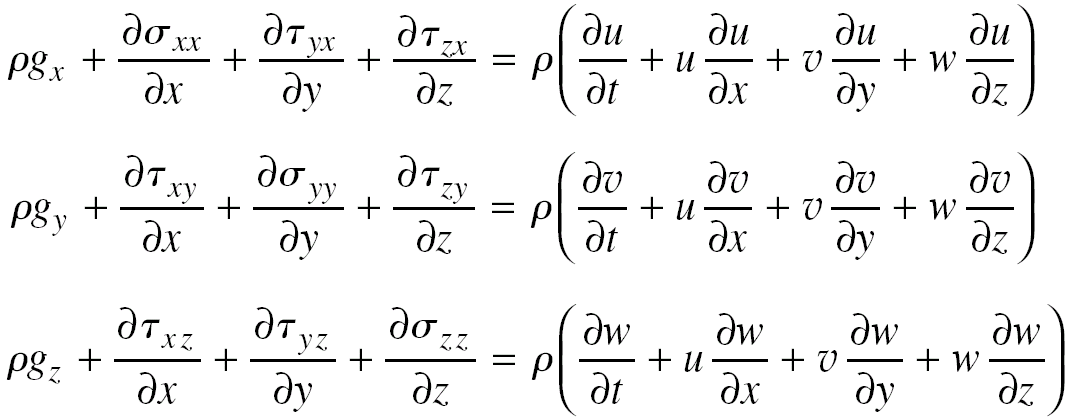 ρg_x + ∂σ_xx/∂x + ∂τ_yx/∂y + ∂τ_zx/∂z = ρ(∂u/∂t + u ∂u/∂x + v ∂u/∂y + w ∂u/∂z)
ρg_y + ∂τ_xy/∂x + ∂σ_yy/∂y + ∂τ_zy/∂z = ρ(∂v/∂t + u ∂v/∂x + v ∂v/∂y + w ∂v/∂z)
ρg_z + ∂τ_xz/∂x + ∂τ_yz/∂y + ∂σ_zz/∂z = ρ(∂w/∂t + u ∂w/∂x + v ∂w/∂y + w ∂w/∂z)